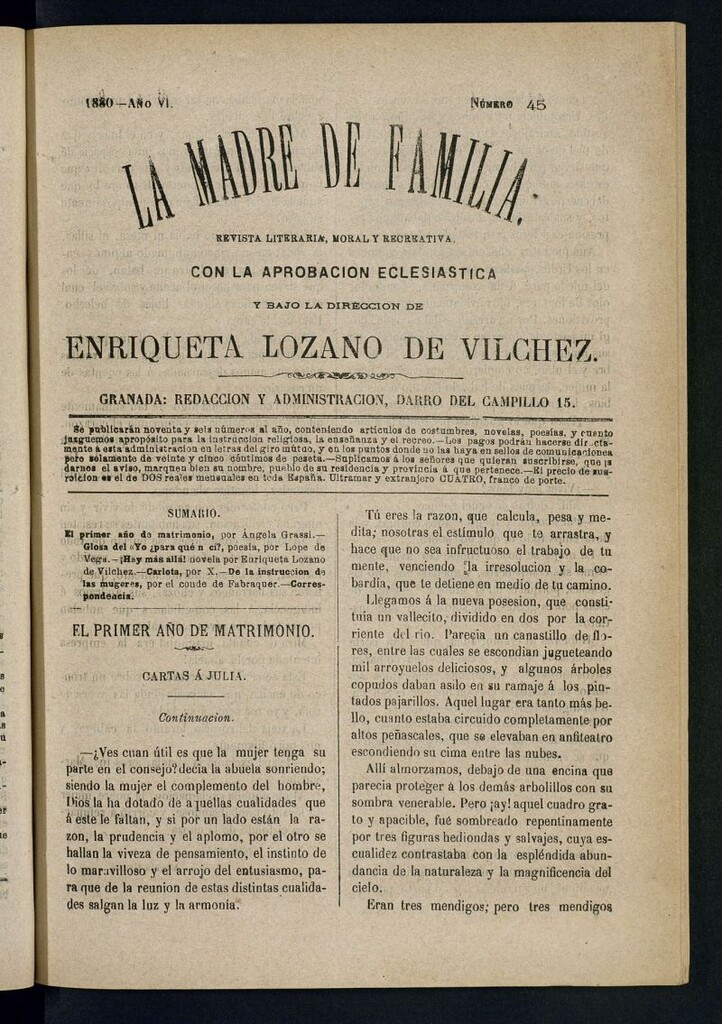 1880—Año VI.
Número 45
LA MADRE DE FAMILIA.
REVISTA LITERARIA, MORAL Y RECREATIVA.
CON LA APROBACION ECLESIASTICA
Y BAJO LA DIRECCION DE
ENRIQUETA LOZANO DE VILCHEZ.
GRANADA: REDACCION Y ADMINISTRACION, DARRO DEL CAMPILLO 15.
Se publicarán noventa y seis números al año, conteniendo artículos de costumbres, novelas, poesías, y cuento
juzguemos apropósito para la instruccion religiosa, la enseñanza y el recreo.—Los pagos podrán hacerse dir cta-
mente á esta administracion en letras del giro mútuo, y en los puntos donde no las haya en sellos de comunicaciones
pero solamente de veinte y cinco céntimos de peseta.—Suplicamos á los señores que quieran suscribirse, que al
darnos el aviso, marquen bien su nombre, pueblo de su residencia y provincia á que pertenece.—El precio de sus-
cricion es el de DOS reales mensuales en toda España. Ultramar y extranjero CUATRO, franco de porte.
SUMARIO.
El primer año de matrimonio, por Ángela Grassi.—
Glosa del «Yo ¿para qué n cí?, poesía, por Lope de
Vega.—¡Hay más allá! novela por Enriqueta Lozano
de Vilchez.—Carlota, por X.—De la instruccion de
las mugeres, por el conde de Fabraquer.—Corres-
pondencia.
EL PRIMER AÑO DE MATRIMONIO.
CARTAS Á JULIA.
Continuacion.
—¿Ves cuan útil es que la mujer tenga su
parte en el consejo? decia la abuela sonriendo;
siendo la mujer el complemento del hombre,
Dios la ha dotado de aquellas cualidades que
á éste le faltan, y si por un lado están la ra-
zon, la prudencia y el aplomo, por el otro se
hallan la viveza de pensamiento, el instinto de
lo maravilloso y el arrojo del entusiasmo, pa-
ra que de la reunion de estas distintas cualida-
des salgan la luz y la armonía.
Tú eres la razon, que calcula, pesa y me-
dita; nosotras el estímulo que te arrastra, y
hace que no sea infructuoso el trabajo de tu
mente, venciendo la irresolucion y la co-
bardía, que te detiene en medio de tu camino.
Llegamos á la nueva posesion, que consti-
tuia un vallecito, dividido en dos por la cor-
riente del rio. Parecia un canastillo de flo-
res, entre las cuales se escondian jugueteando
mil arroyuelos deliciosos, y algunos árboles
copudos daban asilo en su ramaje á los pin-
tados pajarillos. Aquel lugar era tanto más be-
llo, cuanto estaba circuido completamente por
altos peñascales, que se elevaban en anfiteatro
escondiendo su cima entre las nubes.
Allí almorzamos, debajo de una encina que
parecia proteger á los demás arbolillos con su
sombra venerable. Pero ¡ay! aquel cuadro gra-
to y apacible, fué sombreado repentinamente
por tres figuras hediondas y salvajes, cuya es-
cualidez contrastaba con la espléndida abun-
dancia de la naturaleza y la magnificencia del
cielo.
Eran tres mendigos; pero tres mendigos